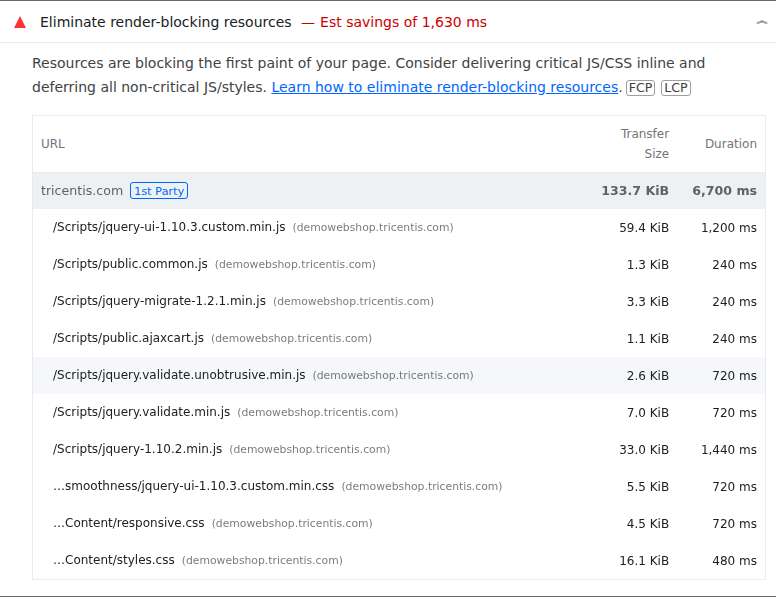 Eliminate render-blocking resources — Est savings of 1,630 ms
Resources are blocking the first paint of your page. Consider delivering critical JS/CSS inline and
deferring all non-critical JS/styles. Learn how to eliminate render-blocking resources. FCP LCP
URL Transfer Size Duration
tricentis.com 1st Party 133.7 KiB 6,700 ms
/Scripts/jquery-ui-1.10.3.custom.min.js (demowebshop.tricentis.com) 59.4 KiB 1,200 ms
/Scripts/public.common.js (demowebshop.tricentis.com) 1.3 KiB 240 ms
/Scripts/jquery-migrate-1.2.1.min.js (demowebshop.tricentis.com) 3.3 KiB 240 ms
/Scripts/public.ajaxcart.js (demowebshop.tricentis.com) 1.1 KiB 240 ms
/Scripts/jquery.validate.unobtrusive.min.js (demowebshop.tricentis.com) 2.6 KiB 720 ms
/Scripts/jquery.validate.min.js (demowebshop.tricentis.com) 7.0 KiB 720 ms
/Scripts/jquery-1.10.2.min.js (demowebshop.tricentis.com) 33.0 KiB 1,440 ms
…smoothness/jquery-ui-1.10.3.custom.min.css (demowebshop.tricentis.com) 5.5 KiB 720 ms
…Content/responsive.css (demowebshop.tricentis.com) 4.5 KiB 720 ms
…Content/styles.css (demowebshop.tricentis.com) 16.1 KiB 480 ms